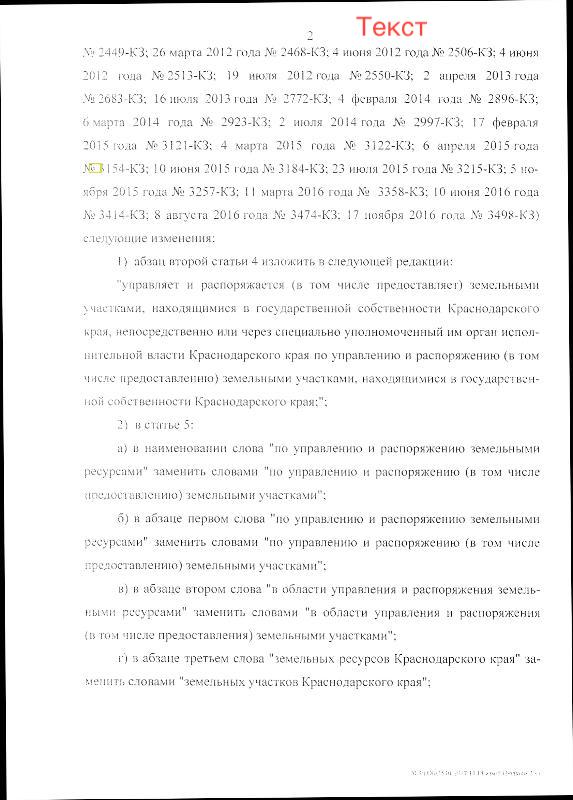 2
Текст
№ 2449-КЗ; 26 марта 2012 года № 2468-КЗ; 4 июня 2012 года № 2506-КЗ; 4 июня
2012 года № 2513-КЗ; 19 июля 2012 года № 2550-КЗ; 2 апреля 2013 года
№ 2683-КЗ; 16 июля 2013 года № 2772-КЗ; 4 февраля 2014 года № 2896-КЗ;
6 марта 2014 года № 2923-КЗ; 2 июля 2014 года № 2997-КЗ; 17 февраля
2015 года № 3121-КЗ; 4 марта 2015 года № 3122-КЗ; 6 апреля 2015 года
№ 3154-КЗ; 10 июня 2015 года № 3184-КЗ; 23 июля 2015 года № 3215-КЗ; 5 но-
ября 2015 года № 3257-КЗ; 11 марта 2016 года № 3358-КЗ; 10 июня 2016 года
№ 3414-КЗ; 8 августа 2016 года № 3474-КЗ; 17 ноября 2016 года № 3498-КЗ)
следующие изменения:
1) абзац второй статьи 4 изложить в следующей редакции:
"управляет и распоряжается (в том числе предоставляет) земельными
участками, находящимися в государственной собственности Краснодарского
края, непосредственно или через специально уполномоченный им орган испол-
нительной власти Краснодарского края по управлению и распоряжению (в том
числе предоставлению) земельными участками, находящимися в государствен-
ной собственности Краснодарского края;";
2) в статье 5:
а) в наименовании слова "по управлению и распоряжению земельными
ресурсами" заменить словами "по управлению и распоряжению (в том числе
предоставлению) земельными участками";
б) в абзаце первом слова "по управлению и распоряжению земельными
ресурсами" заменить словами "по управлению и распоряжению (в том числе
предоставлению) земельными участками";
в) в абзаце втором слова "в области управления и распоряжения земель-
ными ресурсами" заменить словами "в области управления и распоряжения
(в том числе предоставления) земельными участками";
г) в абзаце третьем слова "земельных ресурсов Краснодарского края" за-
менить словами "земельных участков Краснодарского края";